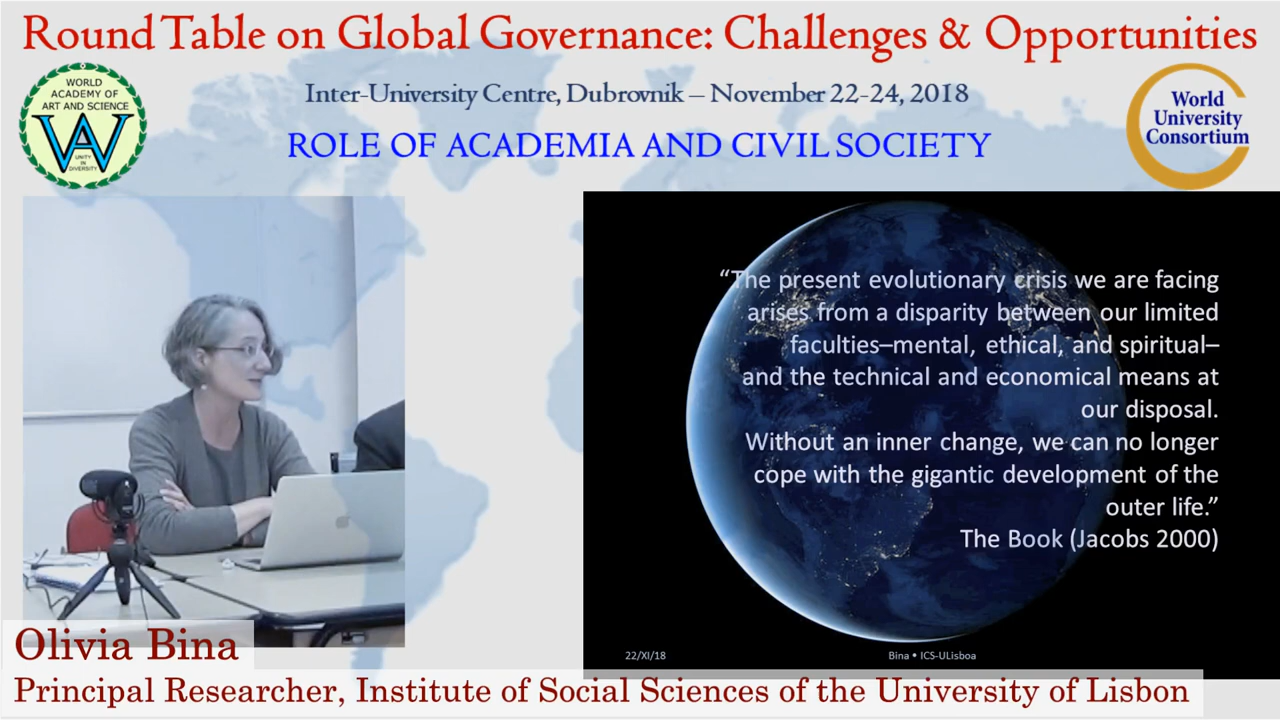 Round Table on Global Governance: Challenges & Opportunities
Inter-University Centre, Dubrovnik – November 22-24, 2018
ROLE OF ACADEMIA AND CIVIL SOCIETY
WORLD
ACADEMY OF
ART AND SCIENCE
WA
UNITY
IN
DIVERSITY
World
University
Consortium
“The present evolutionary crisis we are facing
arises from a disparity between our limited
faculties–mental, ethical, and spiritual–
and the technical and economical means at
our disposal.
Without an inner change, we can no longer
cope with the gigantic development of the
outer life.”
The Book (Jacobs 2000)
22/XI/18
Bina • ICS-ULisboa
Olivia Bina
Principal Researcher, Institute of Social Sciences of the University of Lisbon